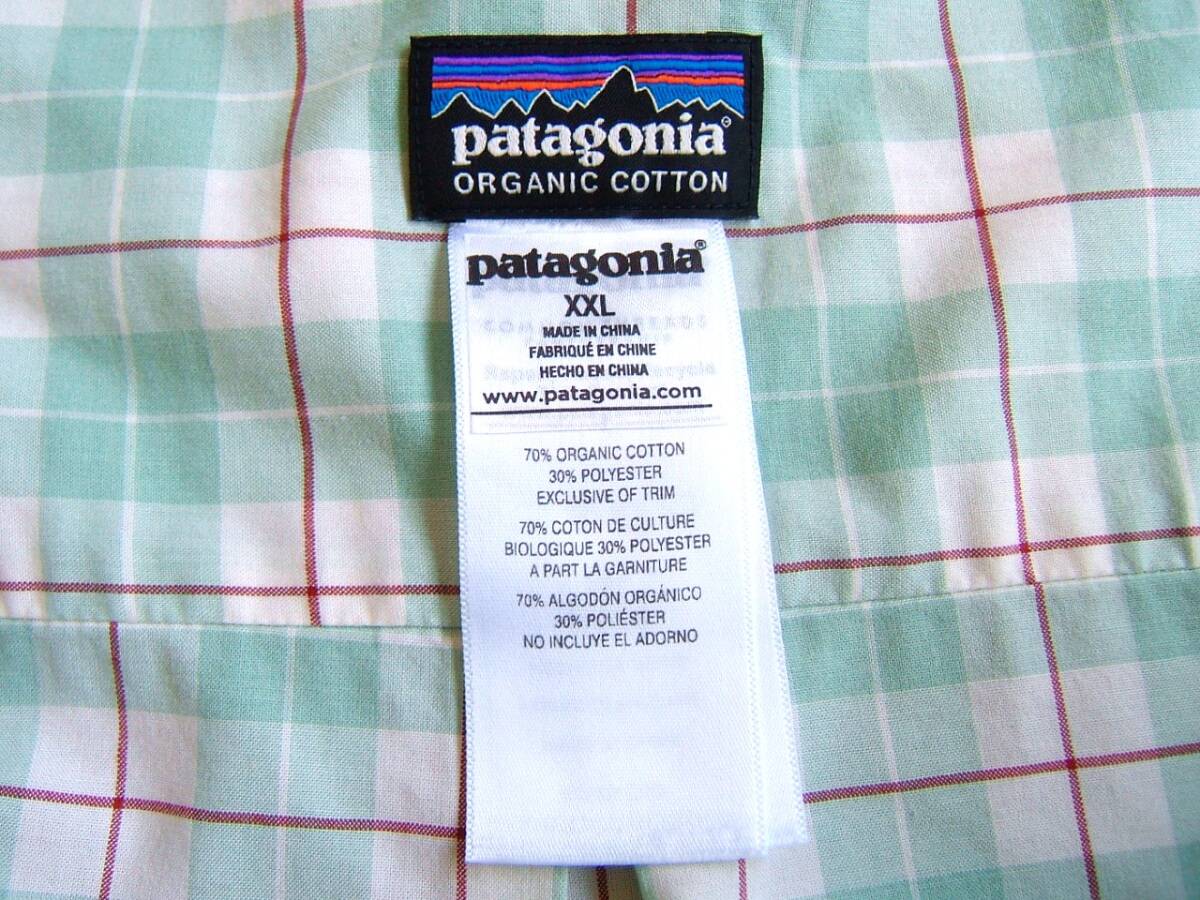 patagonia®
ORGANIC COTTON
patagonia®
XXL
MADE IN CHINA
FABRIQUÉ EN CHINE
HECHO EN CHINA
www.patagonia.com
70% ORGANIC COTTON
30% POLYESTER
EXCLUSIVE OF TRIM
70% COTON DE CULTURE
BIOLOGIQUE 30% POLYESTER
A PART LA GARNITURE
70% ALGODÓN ORGÁNICO
30% POLIÉSTER
NO INCLUYE EL ADORNO